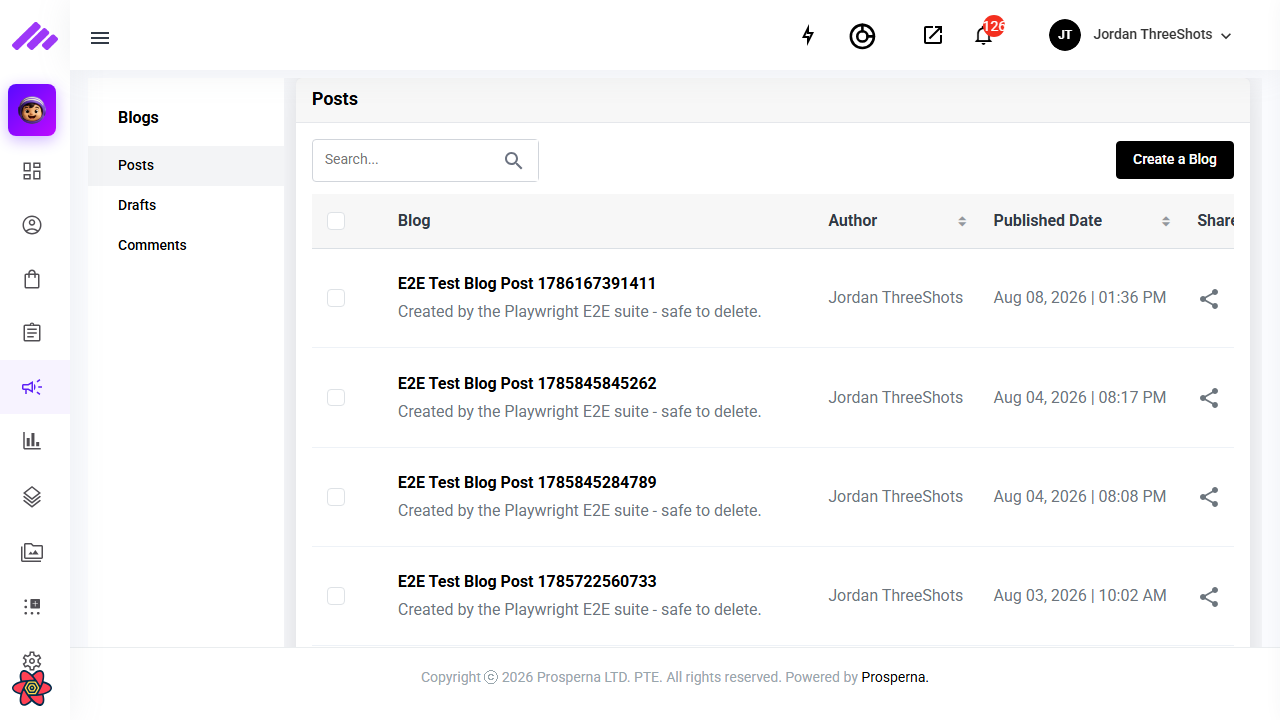 126
JT
Jordan ThreeShots
Blogs
Posts
Drafts
Comments
Posts
Search...
Create a Blog
Blog
Author
Published Date
Share
E2E Test Blog Post 1786167391411
Created by the Playwright E2E suite - safe to delete.
Jordan ThreeShots
Aug 08, 2026 | 01:36 PM
E2E Test Blog Post 1785845845262
Created by the Playwright E2E suite - safe to delete.
Jordan ThreeShots
Aug 04, 2026 | 08:17 PM
E2E Test Blog Post 1785845284789
Created by the Playwright E2E suite - safe to delete.
Jordan ThreeShots
Aug 04, 2026 | 08:08 PM
E2E Test Blog Post 1785722560733
Created by the Playwright E2E suite - safe to delete.
Jordan ThreeShots
Aug 03, 2026 | 10:02 AM
Copyright © 2026 Prosperna LTD. PTE. All rights reserved. Powered by Prosperna.